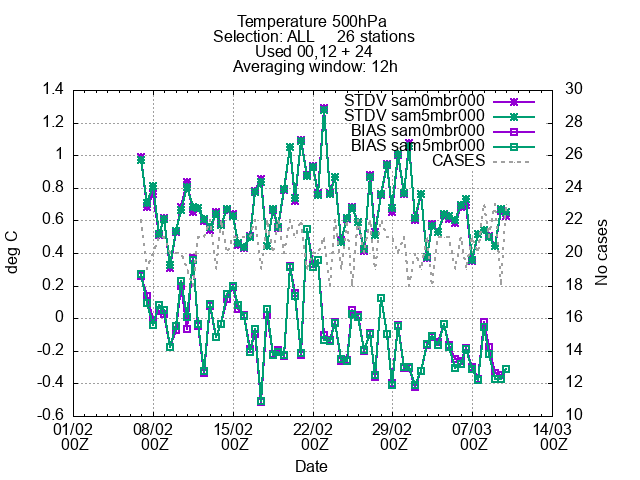 Temperature 500hPa
Selection: ALL 26 stations
Used 00,12 + 24
Averaging window: 12h
STDV sam0mbr000
STDV sam5mbr000
BIAS sam0mbr000
BIAS sam5mbr000
CASES
deg C
1.4
1.2
1
0.8
0.6
0.4
0.2
0
-0.2
-0.4
-0.6
30
28
26
24
22
20
18
16
14
12
10
No cases
01/02 08/02 15/02 22/02 29/02 07/03 14/03
00Z 00Z 00Z 00Z 00Z 00Z 00Z
Date